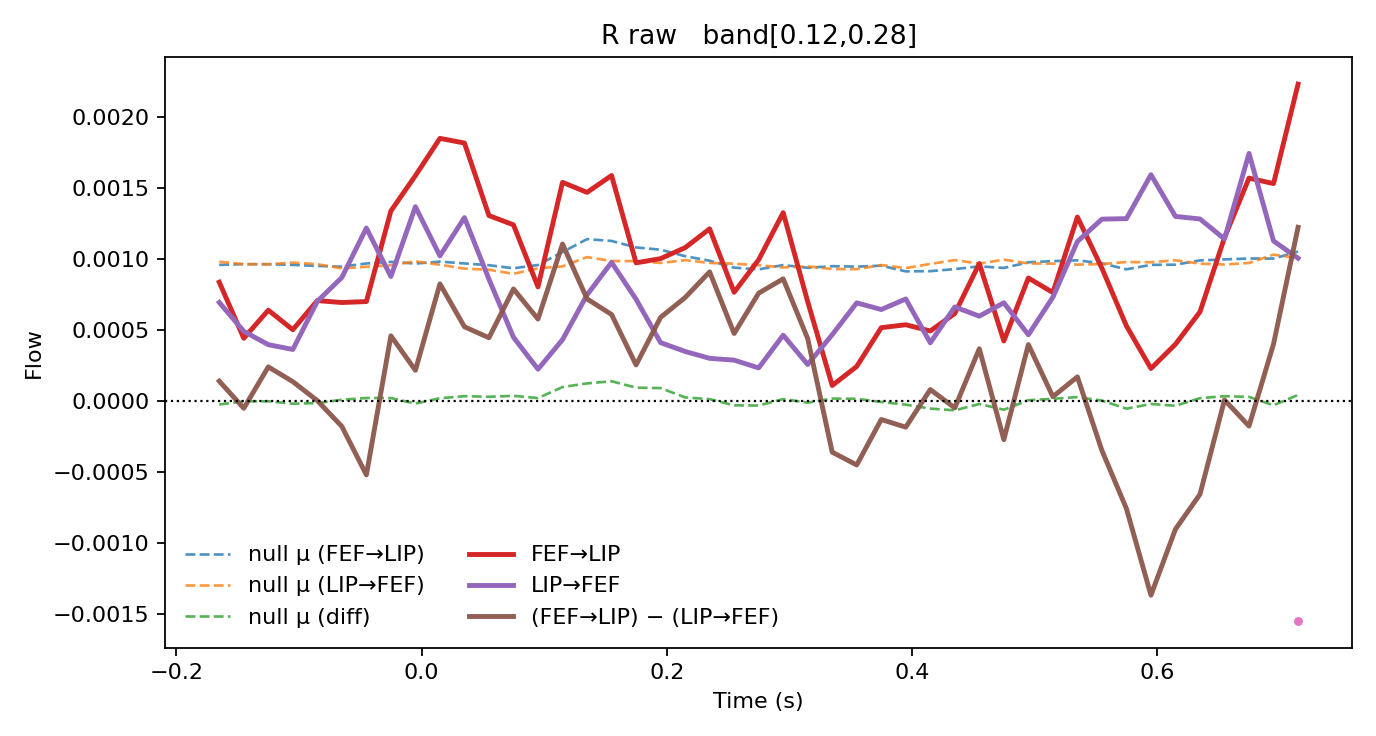 R raw   band[0.12,0.28]
Flow
0.0020
0.0015
0.0010
0.0005
0.0000
−0.0005
−0.0010
−0.0015
null μ (FEF→LIP)
null μ (LIP→FEF)
null μ (diff)
FEF→LIP
LIP→FEF
(FEF→LIP) − (LIP→FEF)
−0.2 0.0 0.2 0.4 0.6
Time (s)